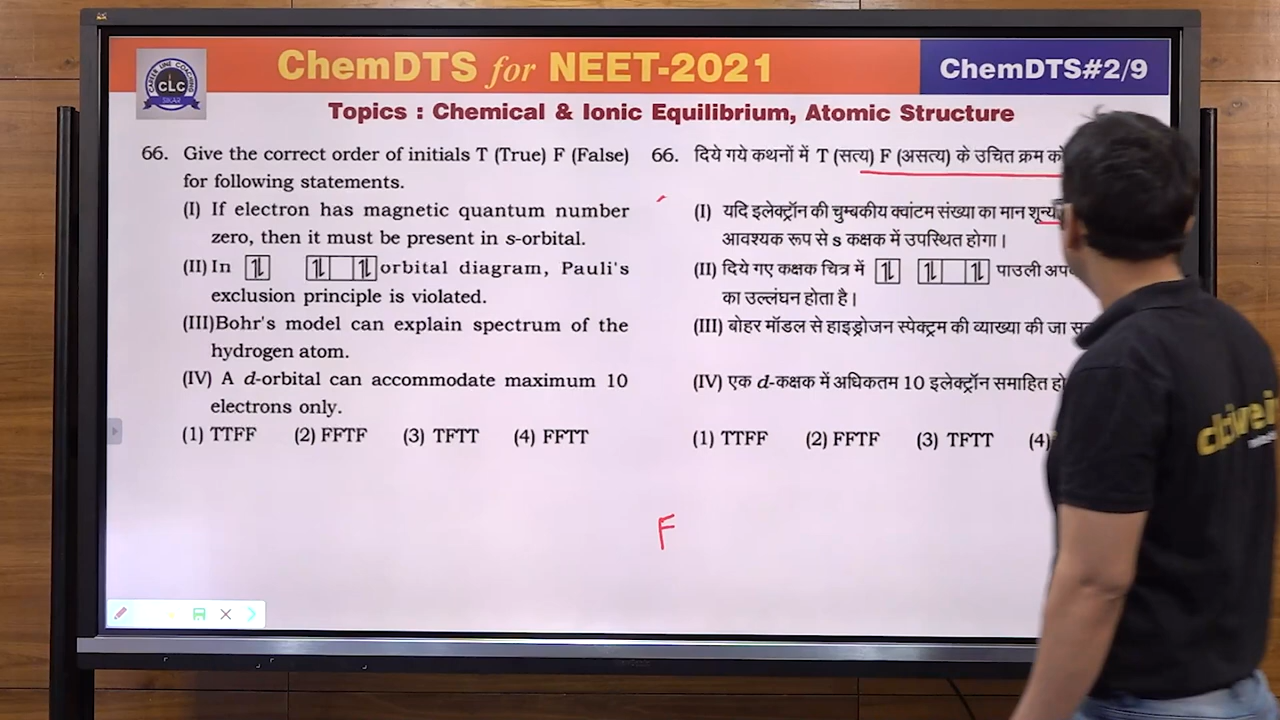 ChemDTS for NEET-2021
ChemDTS#2/9
CAREER LINE COACHING
CLC
SIKAR
Topics : Chemical & Ionic Equilibrium, Atomic Structure
66. Give the correct order of initials T (True) F (False)
for following statements.
(I) If electron has magnetic quantum number
zero, then it must be present in s-orbital.
(II) In ⥮ ⥮ ⥮ orbital diagram, Pauli's
exclusion principle is violated.
(III)Bohr's model can explain spectrum of the
hydrogen atom.
(IV) A d-orbital can accommodate maximum 10
electrons only.
(1) TTFF (2) FFTF (3) TFTT (4) FFTT
66. दिये गये कथनों में T (सत्य) F (असत्य) के उचित क्रम
(I) यदि इलेक्ट्रॉन की चुम्बकीय क्वांटम संख्या का मान शून्य
आवश्यक रूप से s कक्षक में उपस्थित होगा।
(II) दिये गए कक्षक चित्र में ⥮ ⥮ ⥮ पाउली
का उल्लंघन होता है।
(III) बोहर मॉडल से हाइड्रोजन स्पेक्ट्रम की व्याख्या की जा
(IV) एक d-कक्षक में अधिकतम 10 इलेक्ट्रॉन समाहित
(1) TTFF (2) FFTF (3) TFTT (4)
F